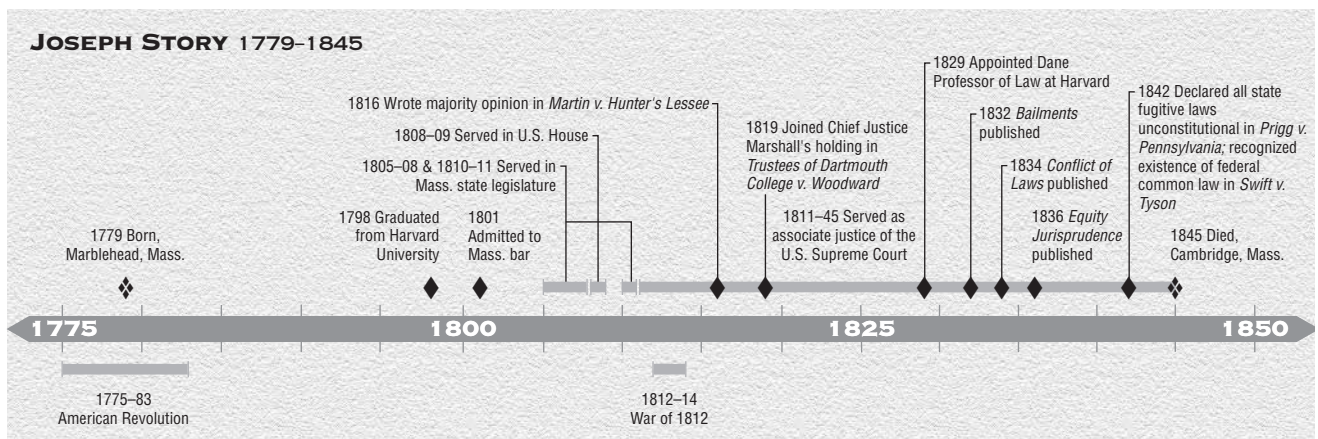 JOSEPH STORY 1779–1845
1829 Appointed Dane
Professor of Law at Harvard
1816 Wrote majority opinion in Martin v. Hunter's Lessee
1808–09 Served in U.S. House
1805–08 & 1810–11 Served in
Mass. state legislature
1819 Joined Chief Justice
Marshall's holding in
Trustees of Dartmouth
College v. Woodward
1832 Bailments
published
1834 Conflict of
Laws published
1842 Declared all state
fugitive laws
unconstitutional in Prigg v.
Pennsylvania; recognized
existence of federal
common law in Swift v.
Tyson
1779 Born,
Marblehead, Mass.
1798 Graduated
from Harvard
University
1801
Admitted to
Mass. bar
1811–45 Served as
associate justice of the
U.S. Supreme Court
1836 Equity
Jurisprudence
published
1845 Died,
Cambridge, Mass.
1775
1800
1825
1850
1775–83
American Revolution
1812–14
War of 1812